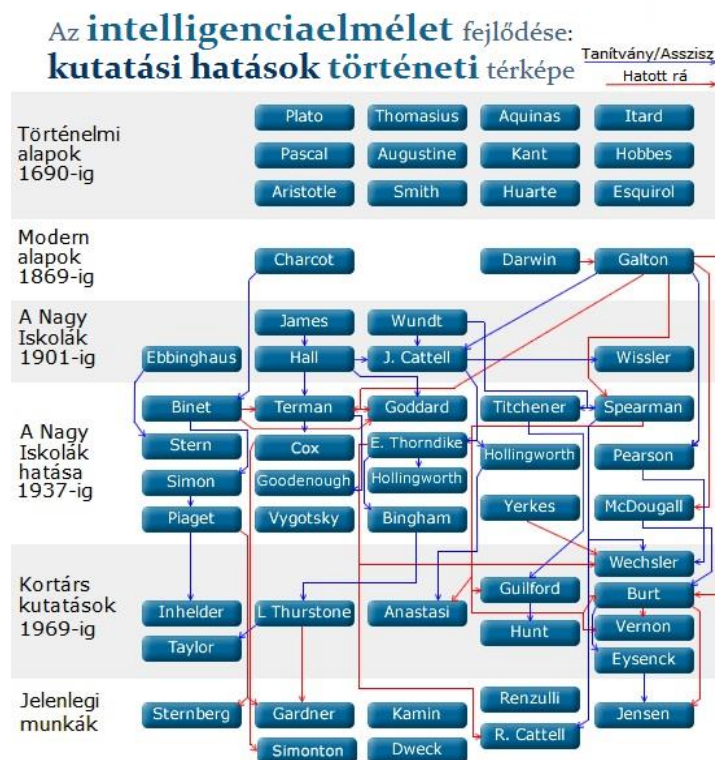 Az intelligenciaelmélet fejlődése:
kutatási hatások történeti térképe
Tanítvány/Asszisz
Hatott rá
Történelmi
alapok
1690-ig
Plato Thomasius Aquinas Itard
Pascal Augustine Kant Hobbes
Aristotle Smith Huarte Esquirol
Modern
alapok
1869-ig
Charcot Darwin Galton
A Nagy
Iskolák
1901-ig
James Wundt
Ebbinghaus Hall J. Cattell Wissler
A Nagy
Iskolák
hatása
1937-ig
Binet Terman Goddard Titchener Spearman
Stern Cox E. Thorndike Hollingworth Pearson
Simon Goodenough Hollingworth
Piaget Vygotsky Bingham Yerkes McDougall
Kortárs
kutatások
1969-ig
Wechsler
Guilford Burt
Inhelder L Thurstone Anastasi Hunt Vernon
Taylor Eysenck
Jelenlegi
munkák
Sternberg Gardner Kamin Renzulli Jensen
Simonton Dweck R. Cattell